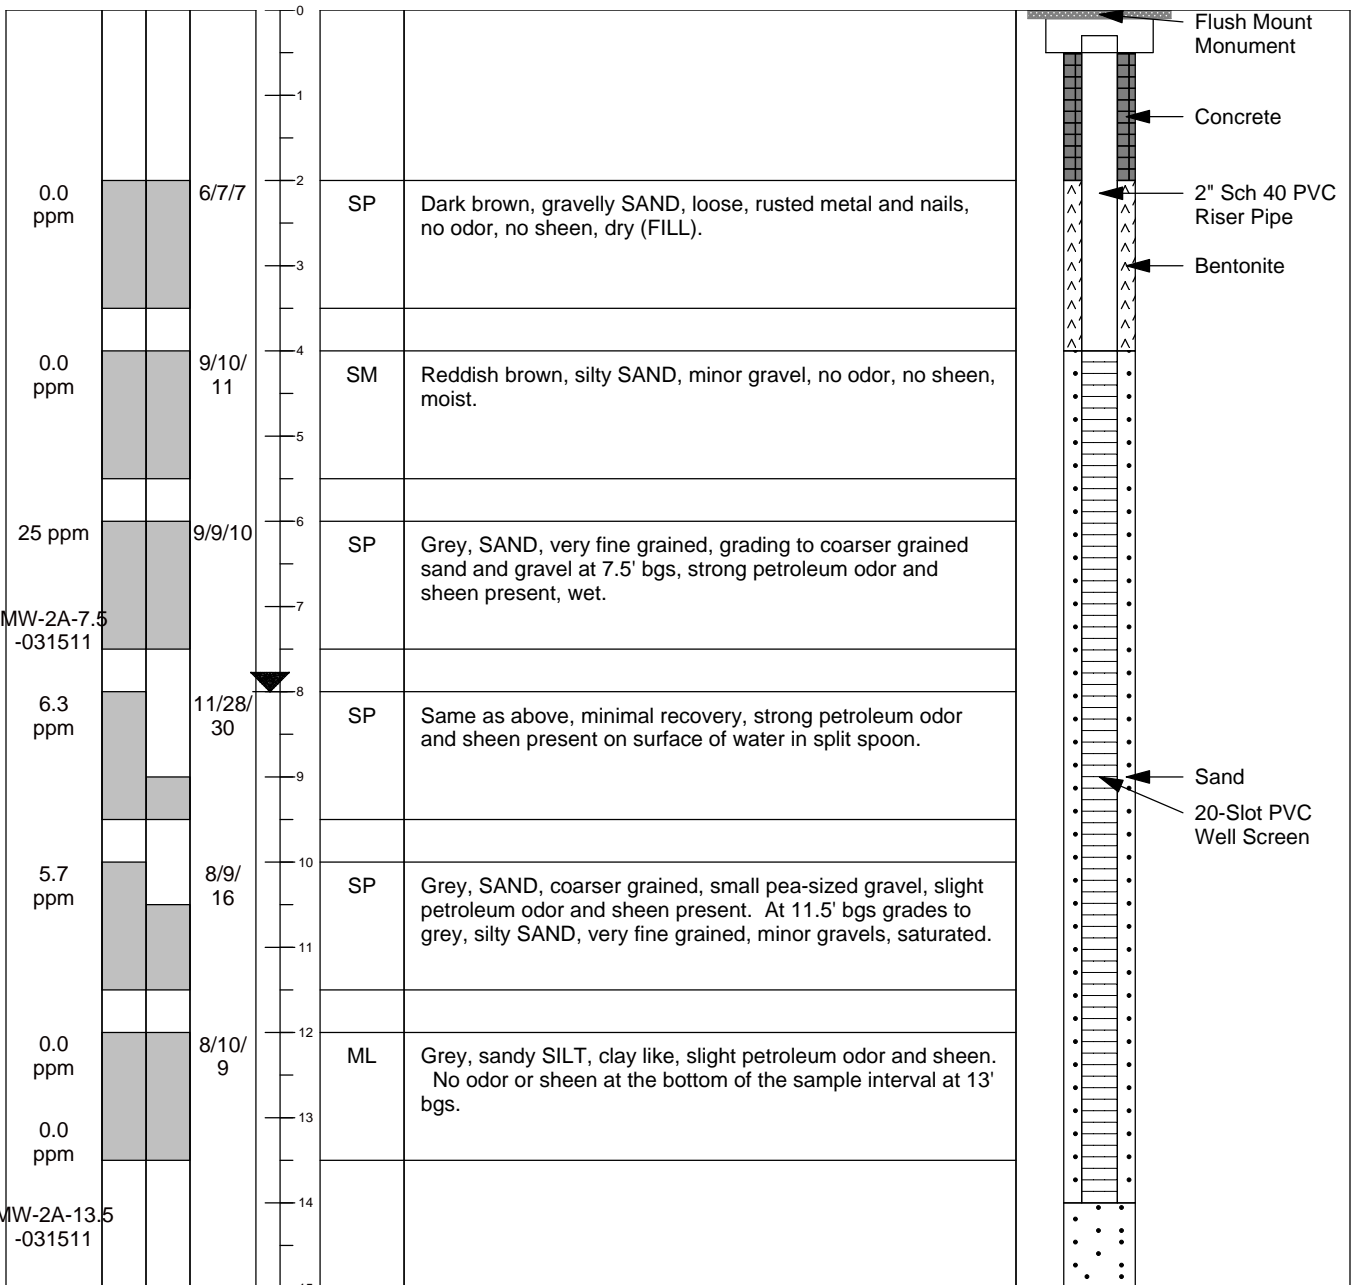 0
Flush Mount
Monument
1
Concrete
2
0.0
ppm
6/7/7
SP
Dark brown, gravelly SAND, loose, rusted metal and nails,
no odor, no sheen, dry (FILL).
2" Sch 40 PVC
Riser Pipe
3
Bentonite
4
0.0
ppm
9/10/
11
SM
Reddish brown, silty SAND, minor gravel, no odor, no sheen,
moist.
5
6
25 ppm
9/9/10
SP
Grey, SAND, very fine grained, grading to coarser grained
sand and gravel at 7.5' bgs, strong petroleum odor and
sheen present, wet.
7
MW-2A-7.5
-031511
8
6.3
ppm
11/28/
30
SP
Same as above, minimal recovery, strong petroleum odor
and sheen present on surface of water in split spoon.
9
Sand
20-Slot PVC
Well Screen
10
5.7
ppm
8/9/
16
SP
Grey, SAND, coarser grained, small pea-sized gravel, slight
petroleum odor and sheen present. At 11.5' bgs grades to
grey, silty SAND, very fine grained, minor gravels, saturated.
11
12
0.0
ppm
8/10/
9
ML
Grey, sandy SILT, clay like, slight petroleum odor and sheen.
No odor or sheen at the bottom of the sample interval at 13'
bgs.
13
0.0
ppm
14
MW-2A-13.5
-031511